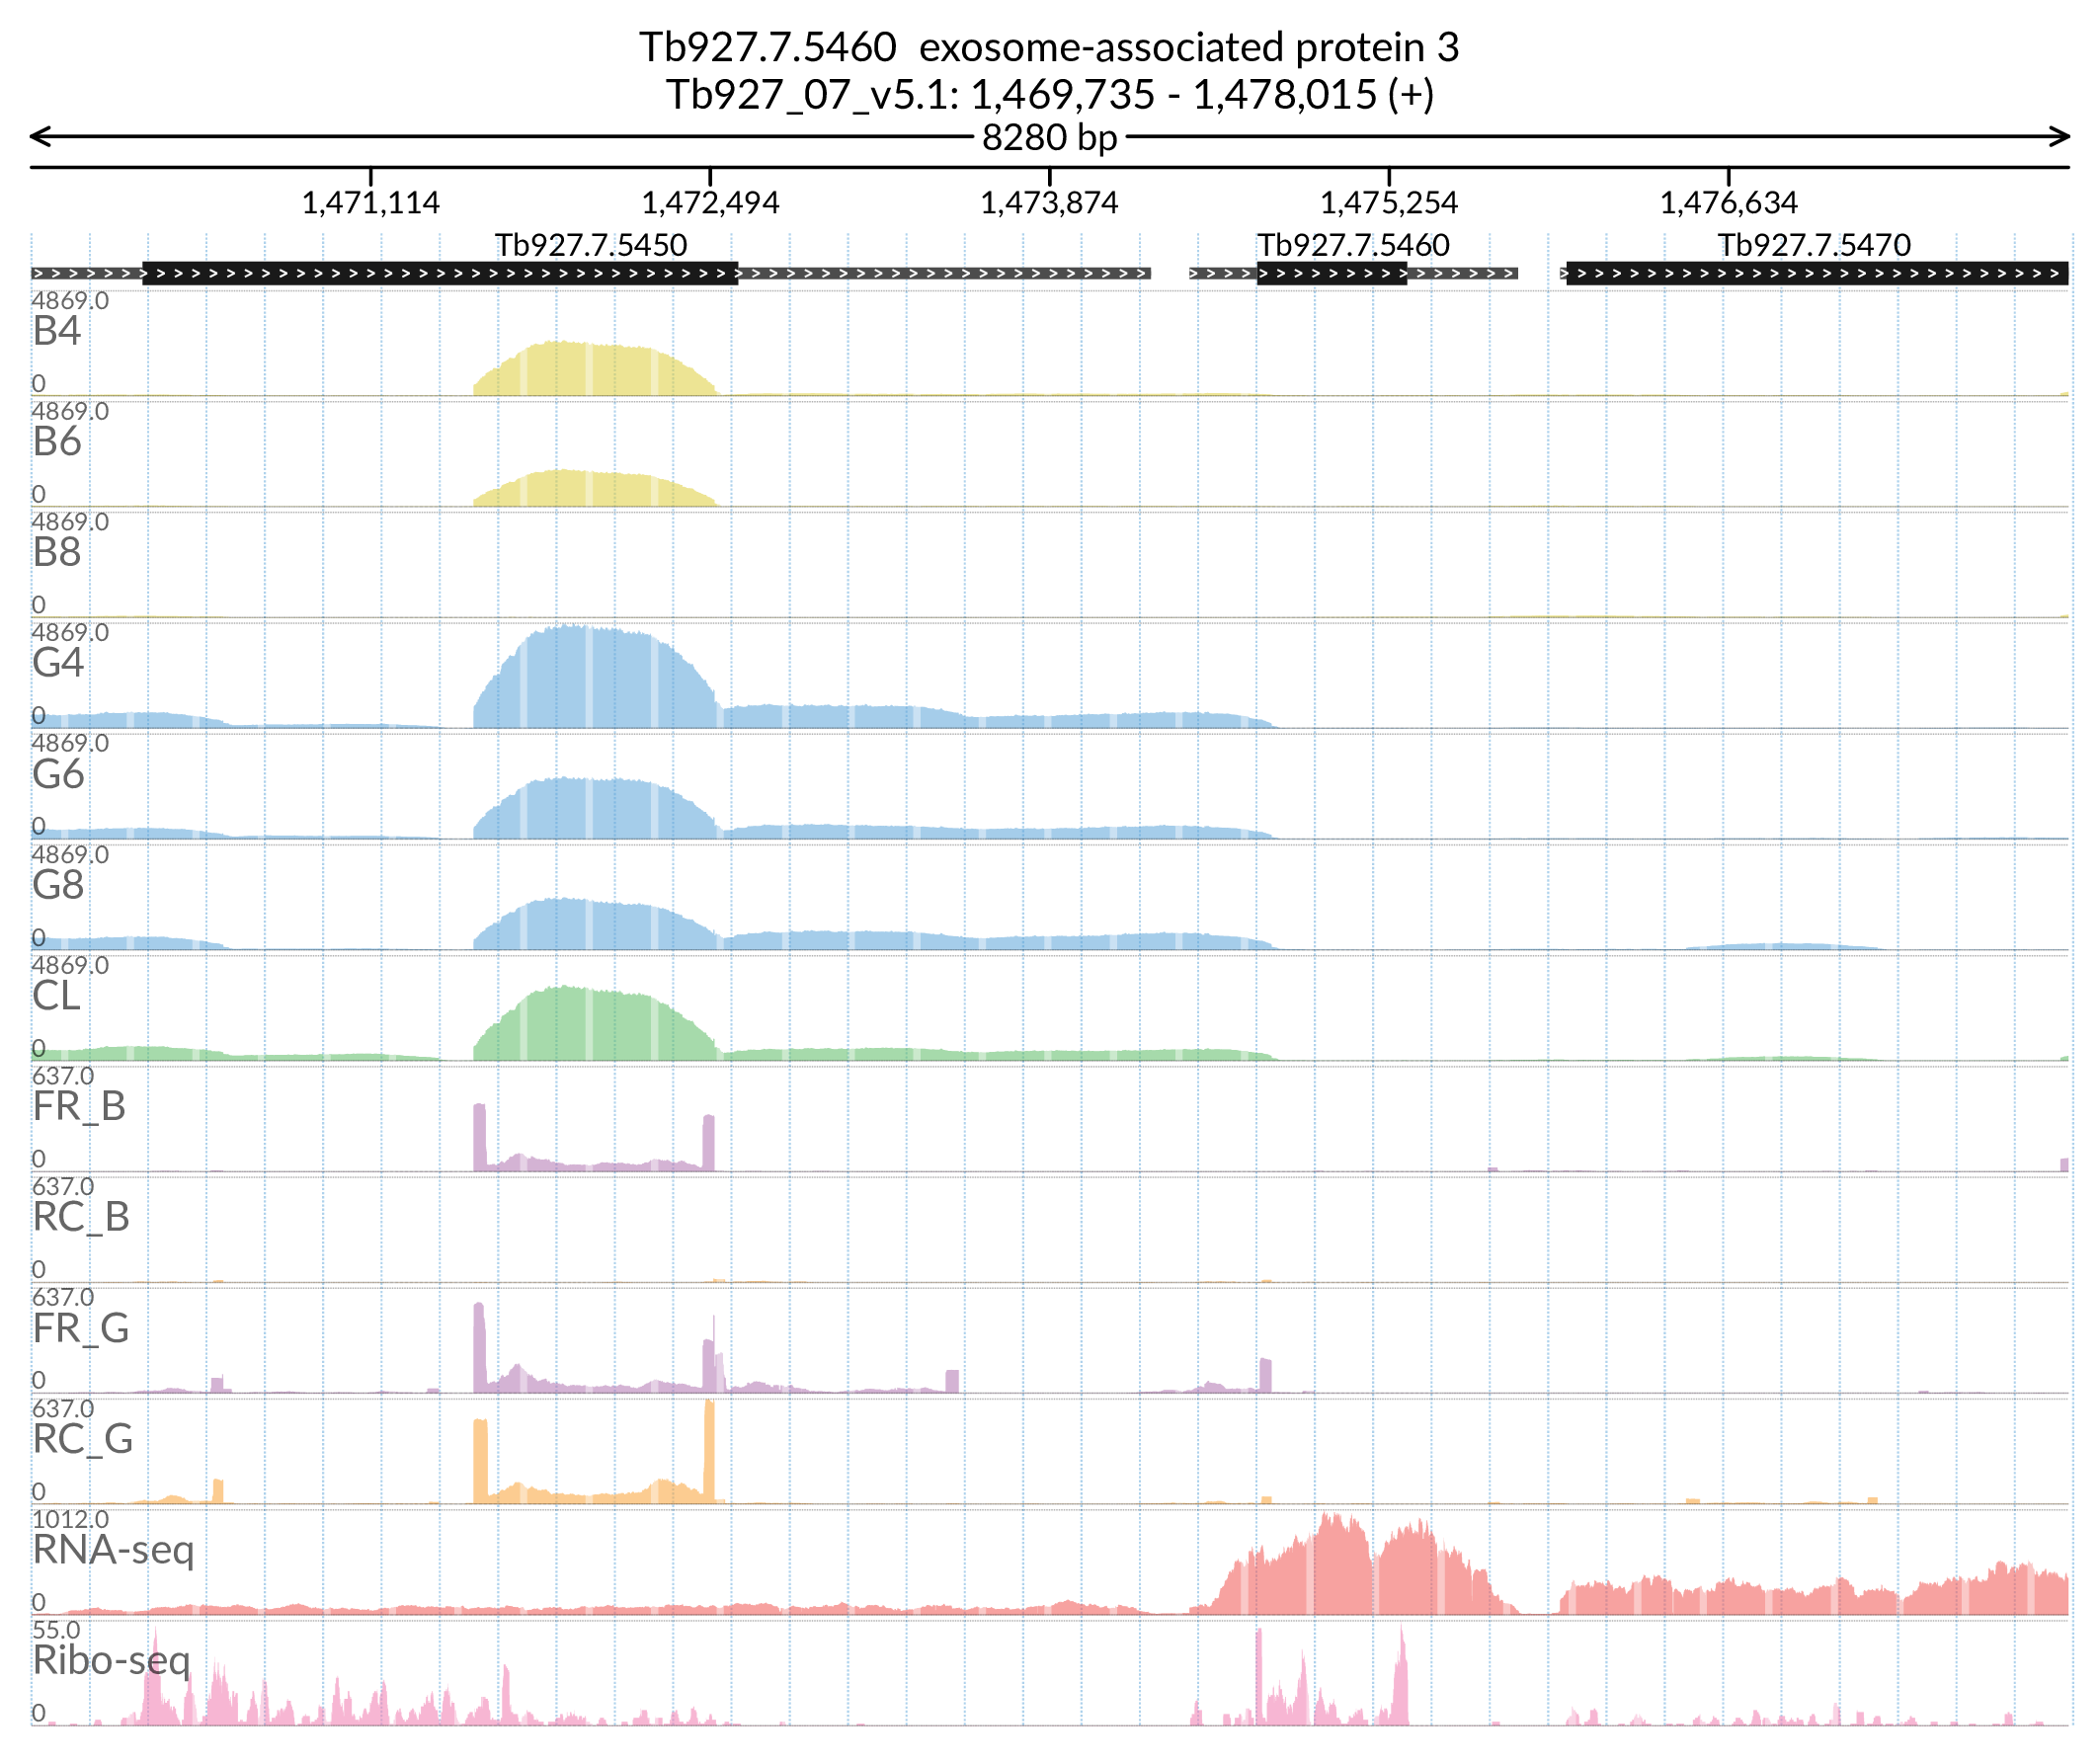 Tb927.7.5460 exosome-associated protein 3
Tb927_07_v5.1: 1,469,735 - 1,478,015 (+)
8280 bp
1,471,114 1,472,494 1,473,874 1,475,254 1,476,634
Tb927.7.5450 Tb927.7.5460 Tb927.7.5470
4869.0
B4
0
4869.0
B6
0
4869.0
B8
0
4869.0
G4
0
4869.0
G6
0
4869.0
G8
0
4869.0
CL
0
637.0
FR_B
0
637.0
RC_B
0
637.0
FR_G
0
637.0
RC_G
0
1012.0
RNA-seq
0
55.0
Ribo-seq
0